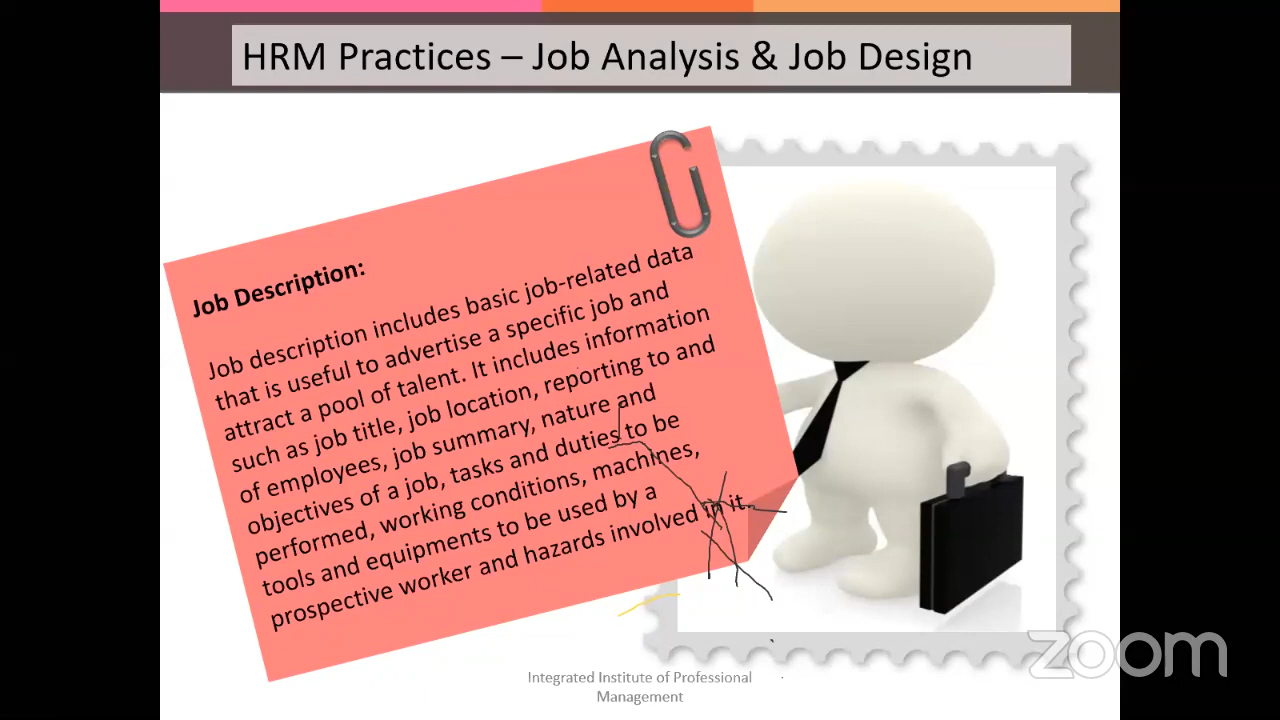 HRM Practices – Job Analysis & Job Design
Job Description:
Job description includes basic job-related data
that is useful to advertise a specific job and
attract a pool of talent. It includes information
such as job title, job location, reporting to and
of employees, job summary, nature and
objectives of a job, tasks and duties to be
performed, working conditions, machines,
tools and equipments to be used by a
prospective worker and hazards involved in it.
Integrated Institute of Professional
Management
zoom